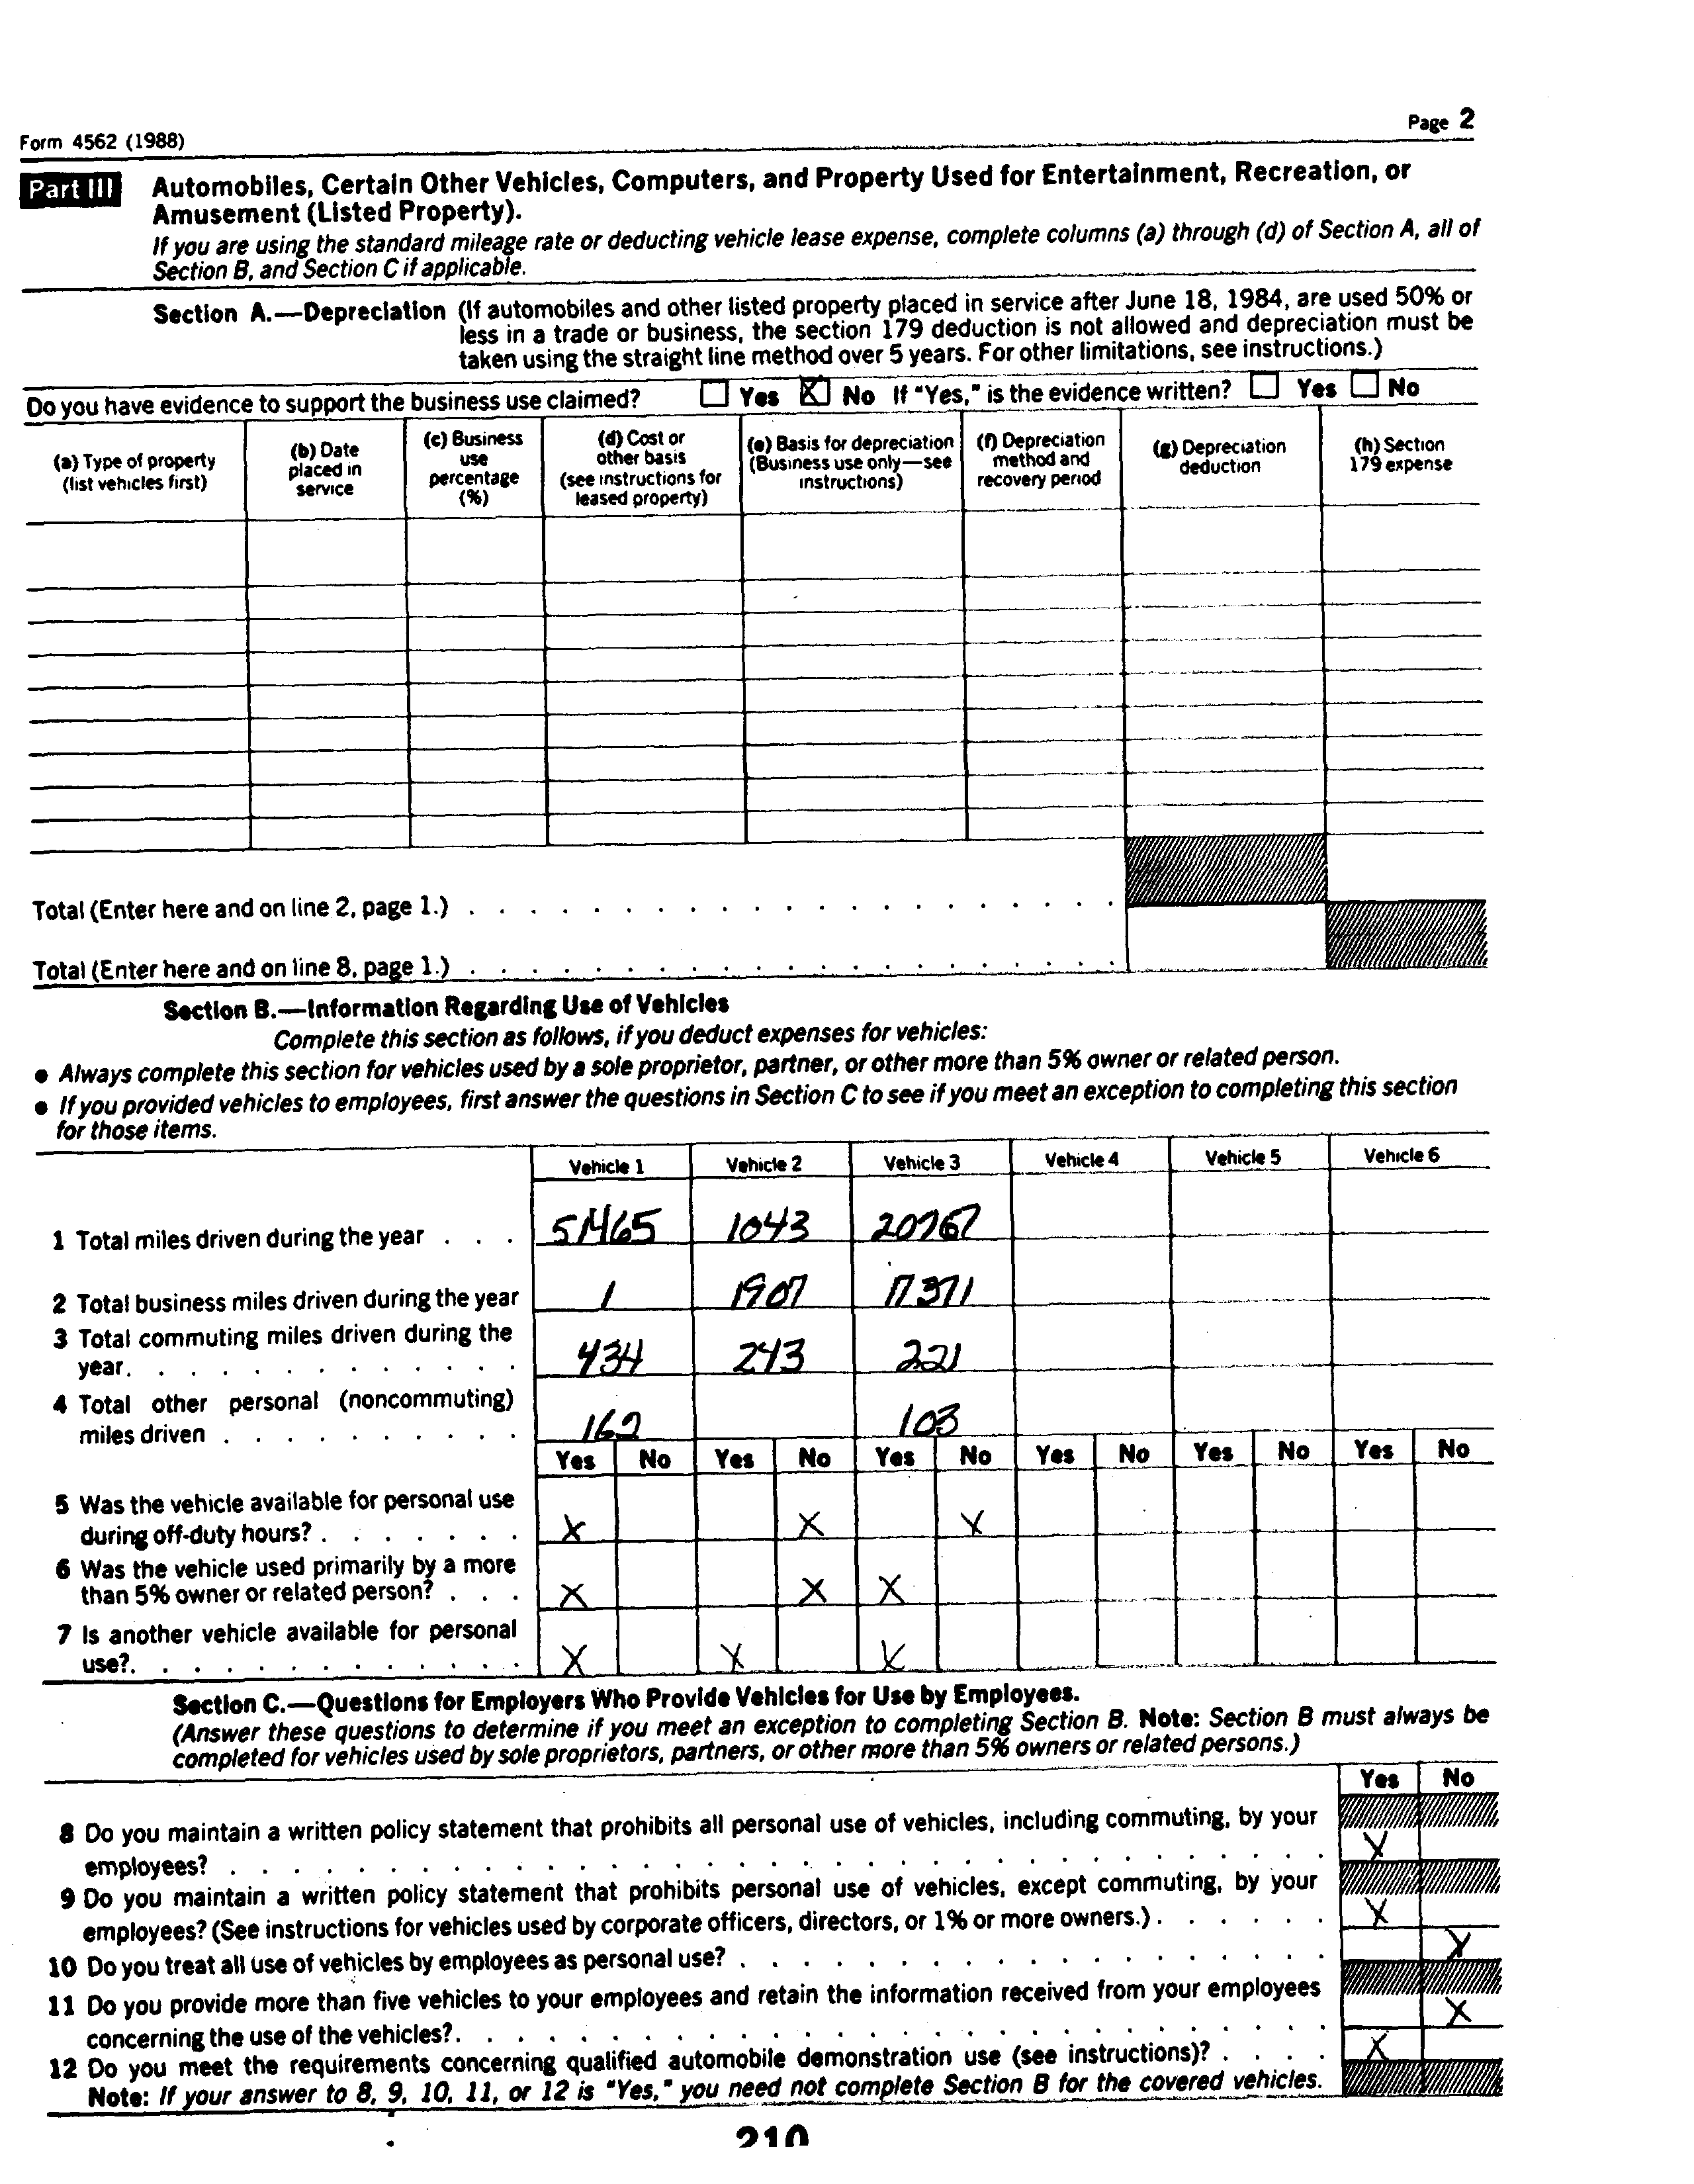 Form 4562 (1988)
Page 2
Part III Automobiles, Certain Other Vehicles, Computers, and Property Used for Entertainment, Recreation, or
Amusement (Listed Property).
If you are using the standard mileage rate or deducting vehicle lease expense, complete columns (a) through (d) of Section A, all of
Section B, and Section C if applicable.
Section A.—Depreciation (If automobiles and other listed property placed in service after June 18, 1984, are used 50% or
less in a trade or business, the section 179 deduction is not allowed and depreciation must be
taken using the straight line method over 5 years. For other limitations, see instructions.)
Do you have evidence to support the business use claimed? Yes X No If "Yes," is the evidence written? Yes No
(a) Type of property
(list vehicles first)
(b) Date
placed in
service
(c) Business
use
percentage
(%)
(d) Cost or
other basis
(see instructions for
leased property)
(e) Basis for depreciation
(Business use only—see
instructions)
(f) Depreciation
method and
recovery period
(g) Depreciation
deduction
(h) Section
179 expense
Total (Enter here and on line 2, page 1.) . . . . . . . . . . . . . . . . . . . . .
Total (Enter here and on line 8, page 1.) . . . . . . . . . . . . . . . . . . . . .
Section B.—Information Regarding Use of Vehicles
Complete this section as follows, if you deduct expenses for vehicles:
● Always complete this section for vehicles used by a sole proprietor, partner, or other more than 5% owner or related person.
● If you provided vehicles to employees, first answer the questions in Section C to see if you meet an exception to completing this section
for those items.
Vehicle 1 Vehicle 2 Vehicle 3 Vehicle 4 Vehicle 5 Vehicle 6
1 Total miles driven during the year . . . 51465 1043 20767
2 Total business miles driven during the year 1 1907 17371
3 Total commuting miles driven during the
year. . . . . . . . . . . . . 434 243 221
4 Total other personal (noncommuting)
miles driven . . . . . . . . . . 162 103
Yes No Yes No Yes No Yes No Yes No Yes No
5 Was the vehicle available for personal use
during off-duty hours? . . . . . . . X X X
6 Was the vehicle used primarily by a more
than 5% owner or related person? . . . X X X
7 Is another vehicle available for personal
use?. . . . . . . . . . . . . X X X
Section C.—Questions for Employers Who Provide Vehicles for Use by Employees.
(Answer these questions to determine if you meet an exception to completing Section B. Note: Section B must always be
completed for vehicles used by sole proprietors, partners, or other more than 5% owners or related persons.)
Yes No
8 Do you maintain a written policy statement that prohibits all personal use of vehicles, including commuting, by your
employees? . . . . . . . . . . . . . . . . . . . . . . . . . . . . . . . . . . X
9 Do you maintain a written policy statement that prohibits personal use of vehicles, except commuting, by your
employees? (See instructions for vehicles used by corporate officers, directors, or 1% or more owners.) . . . . . . X
10 Do you treat all use of vehicles by employees as personal use? . . . . . . . . . . . . . . . . . . . X
11 Do you provide more than five vehicles to your employees and retain the information received from your employees
concerning the use of the vehicles?. . . . . . . . . . . . . . . . . . . . . . . . . . . . X
12 Do you meet the requirements concerning qualified automobile demonstration use (see instructions)? . . . . X
Note: If your answer to 8, 9, 10, 11, or 12 is "Yes," you need not complete Section B for the covered vehicles.
210